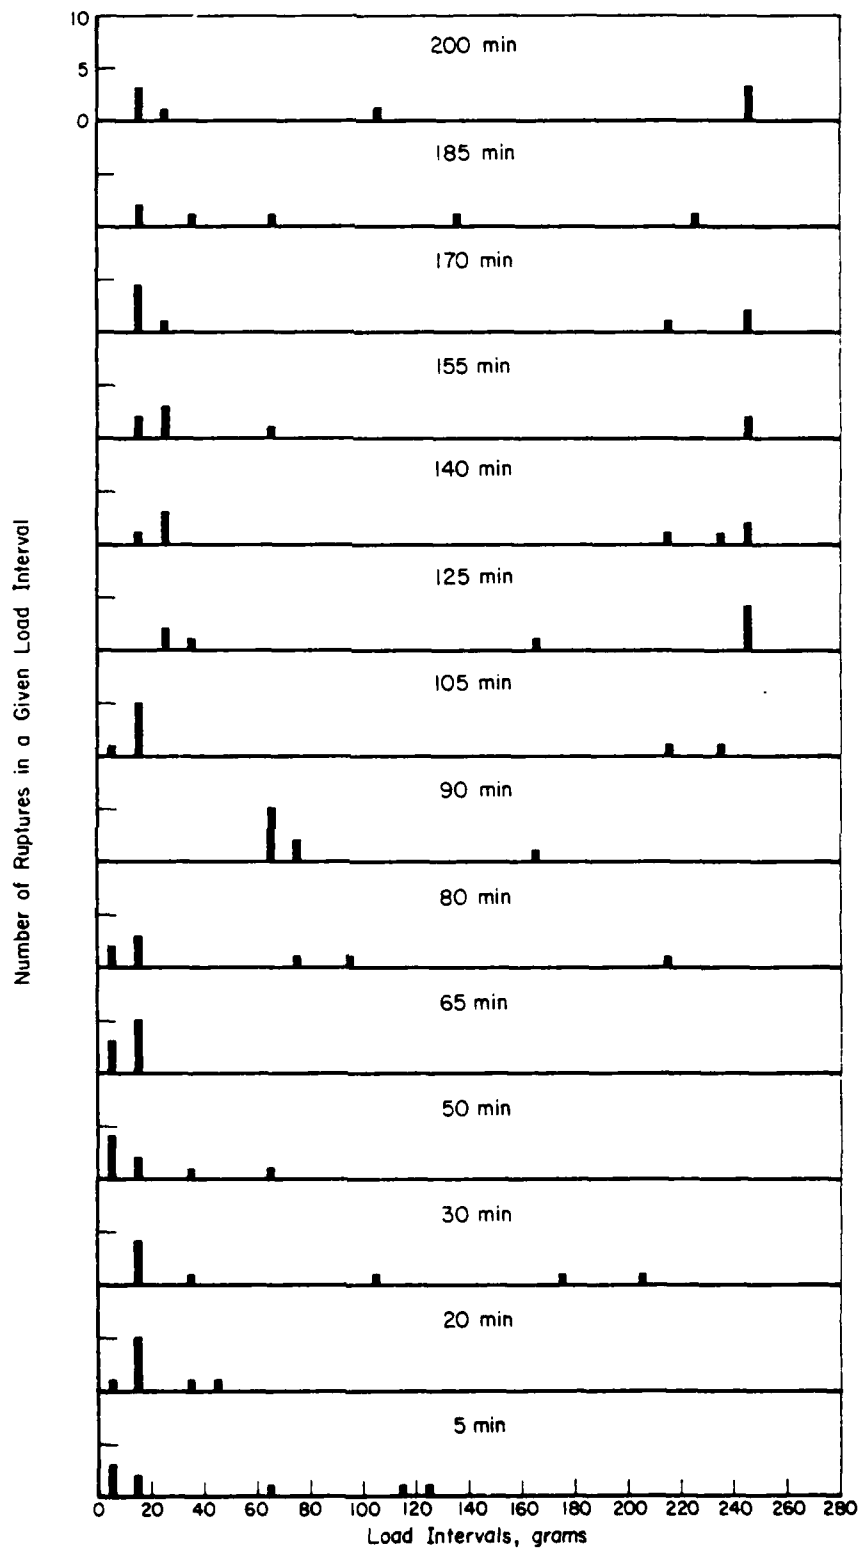 10
200 min
5
0
185 min
170 min
155 min
140 min
125 min
105 min
90 min
80 min
65 min
50 min
30 min
20 min
5 min
0 20 40 60 80 100 120 140 160 180 200 220 240 260 280
Load Intervals, grams
Number of Ruptures in a Given Load Interval